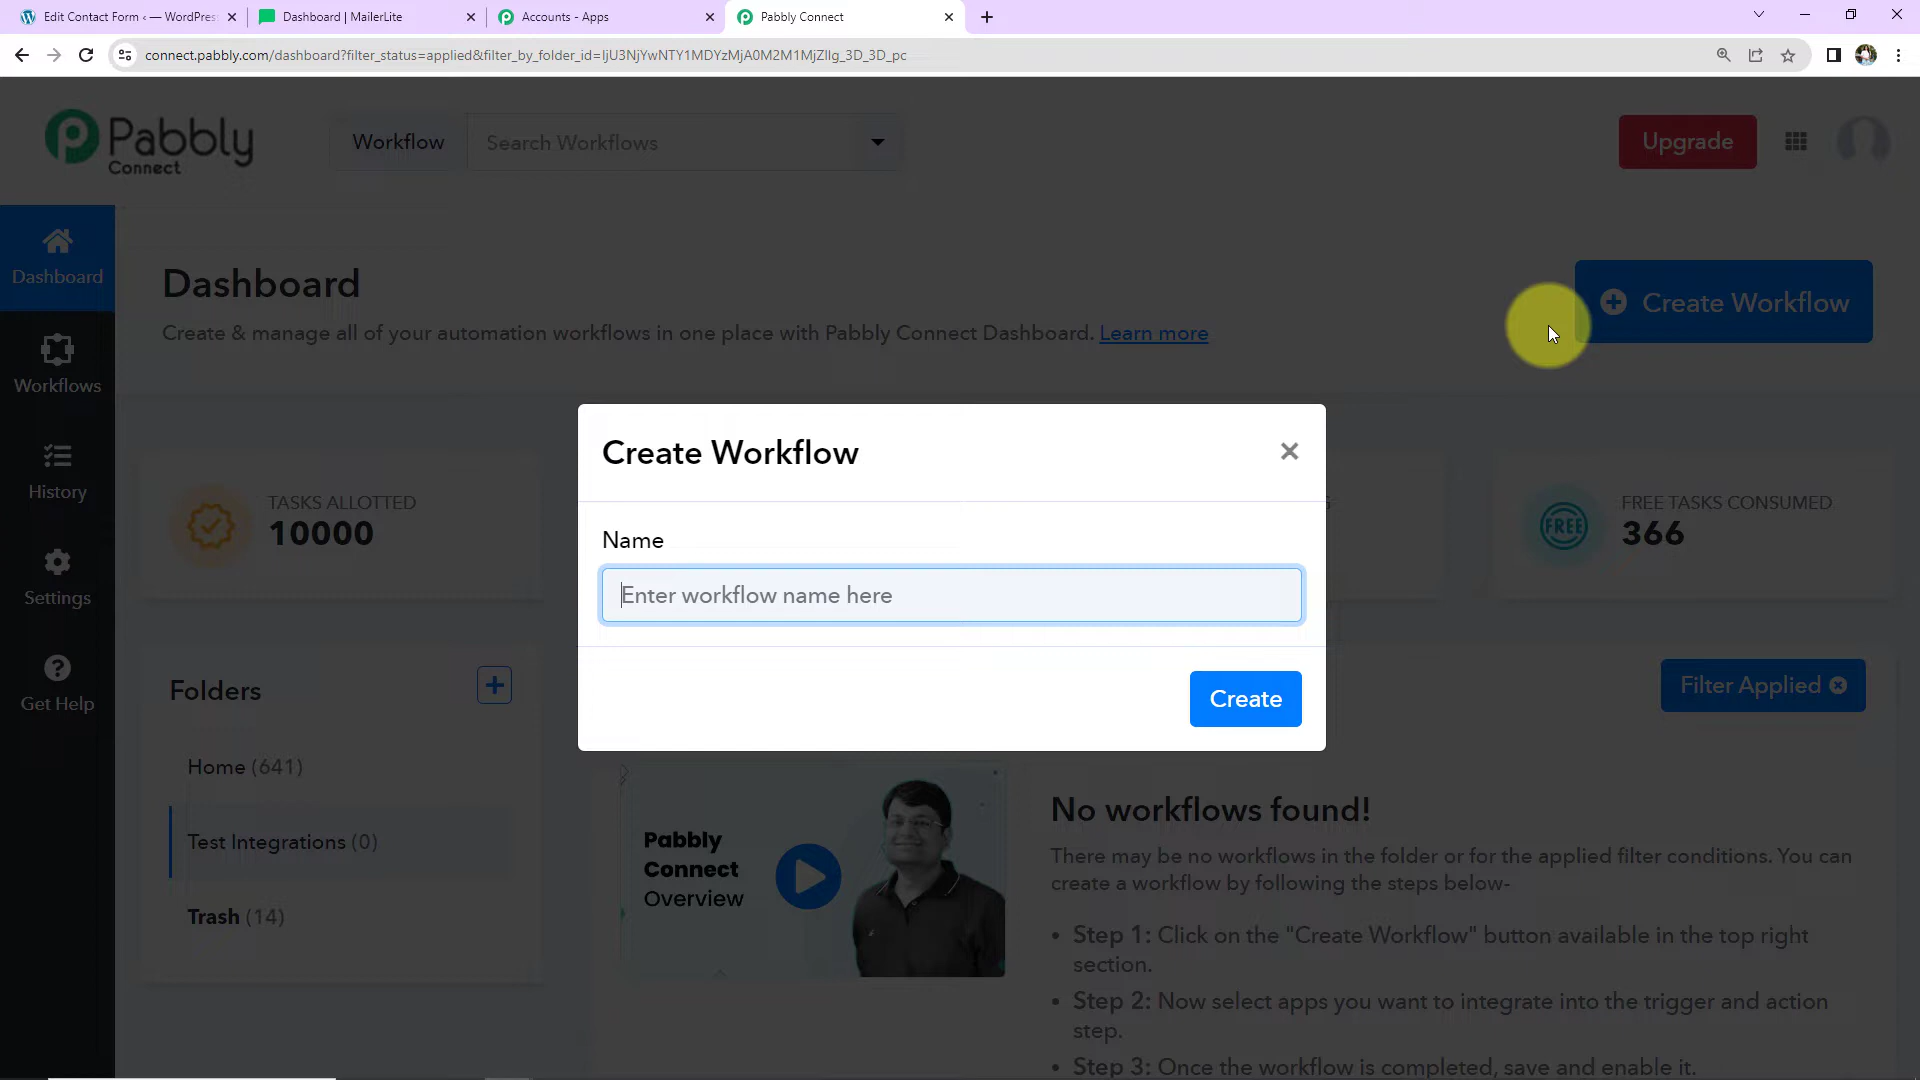 Edit Contact Form ‹ — WordPres
Dashboard | MailerLite
Accounts - Apps
Pabbly Connect
connect.pabbly.com/dashboard?filter_status=applied&filter_by_folder_id=IjU3NjYwNTY1MDYzMjA0M2M1MjZlIg_3D_3D_pc
Pabbly
Connect
Workflow
Search Workflows
Upgrade
Dashboard
Workflows
History
Settings
Get Help
Dashboard
Create & manage all of your automation workflows in one place with Pabbly Connect Dashboard. Learn more
Create Workflow
Create Workflow
Name
Enter workflow name here
Create
TASKS ALLOTTED
10000
FREE TASKS CONSUMED
FREE
366
Folders
Home (641)
Test Integrations (0)
Trash (14)
Filter Applied
Pabbly
Connect
Overview
No workflows found!
There may be no workflows in the folder or for the applied filter conditions. You can
create a workflow by following the steps below-
• Step 1: Click on the "Create Workflow" button available in the top right
section.
• Step 2: Now select apps you want to integrate into the trigger and action
step.
• Step 3: Once the workflow is completed, save and enable it.